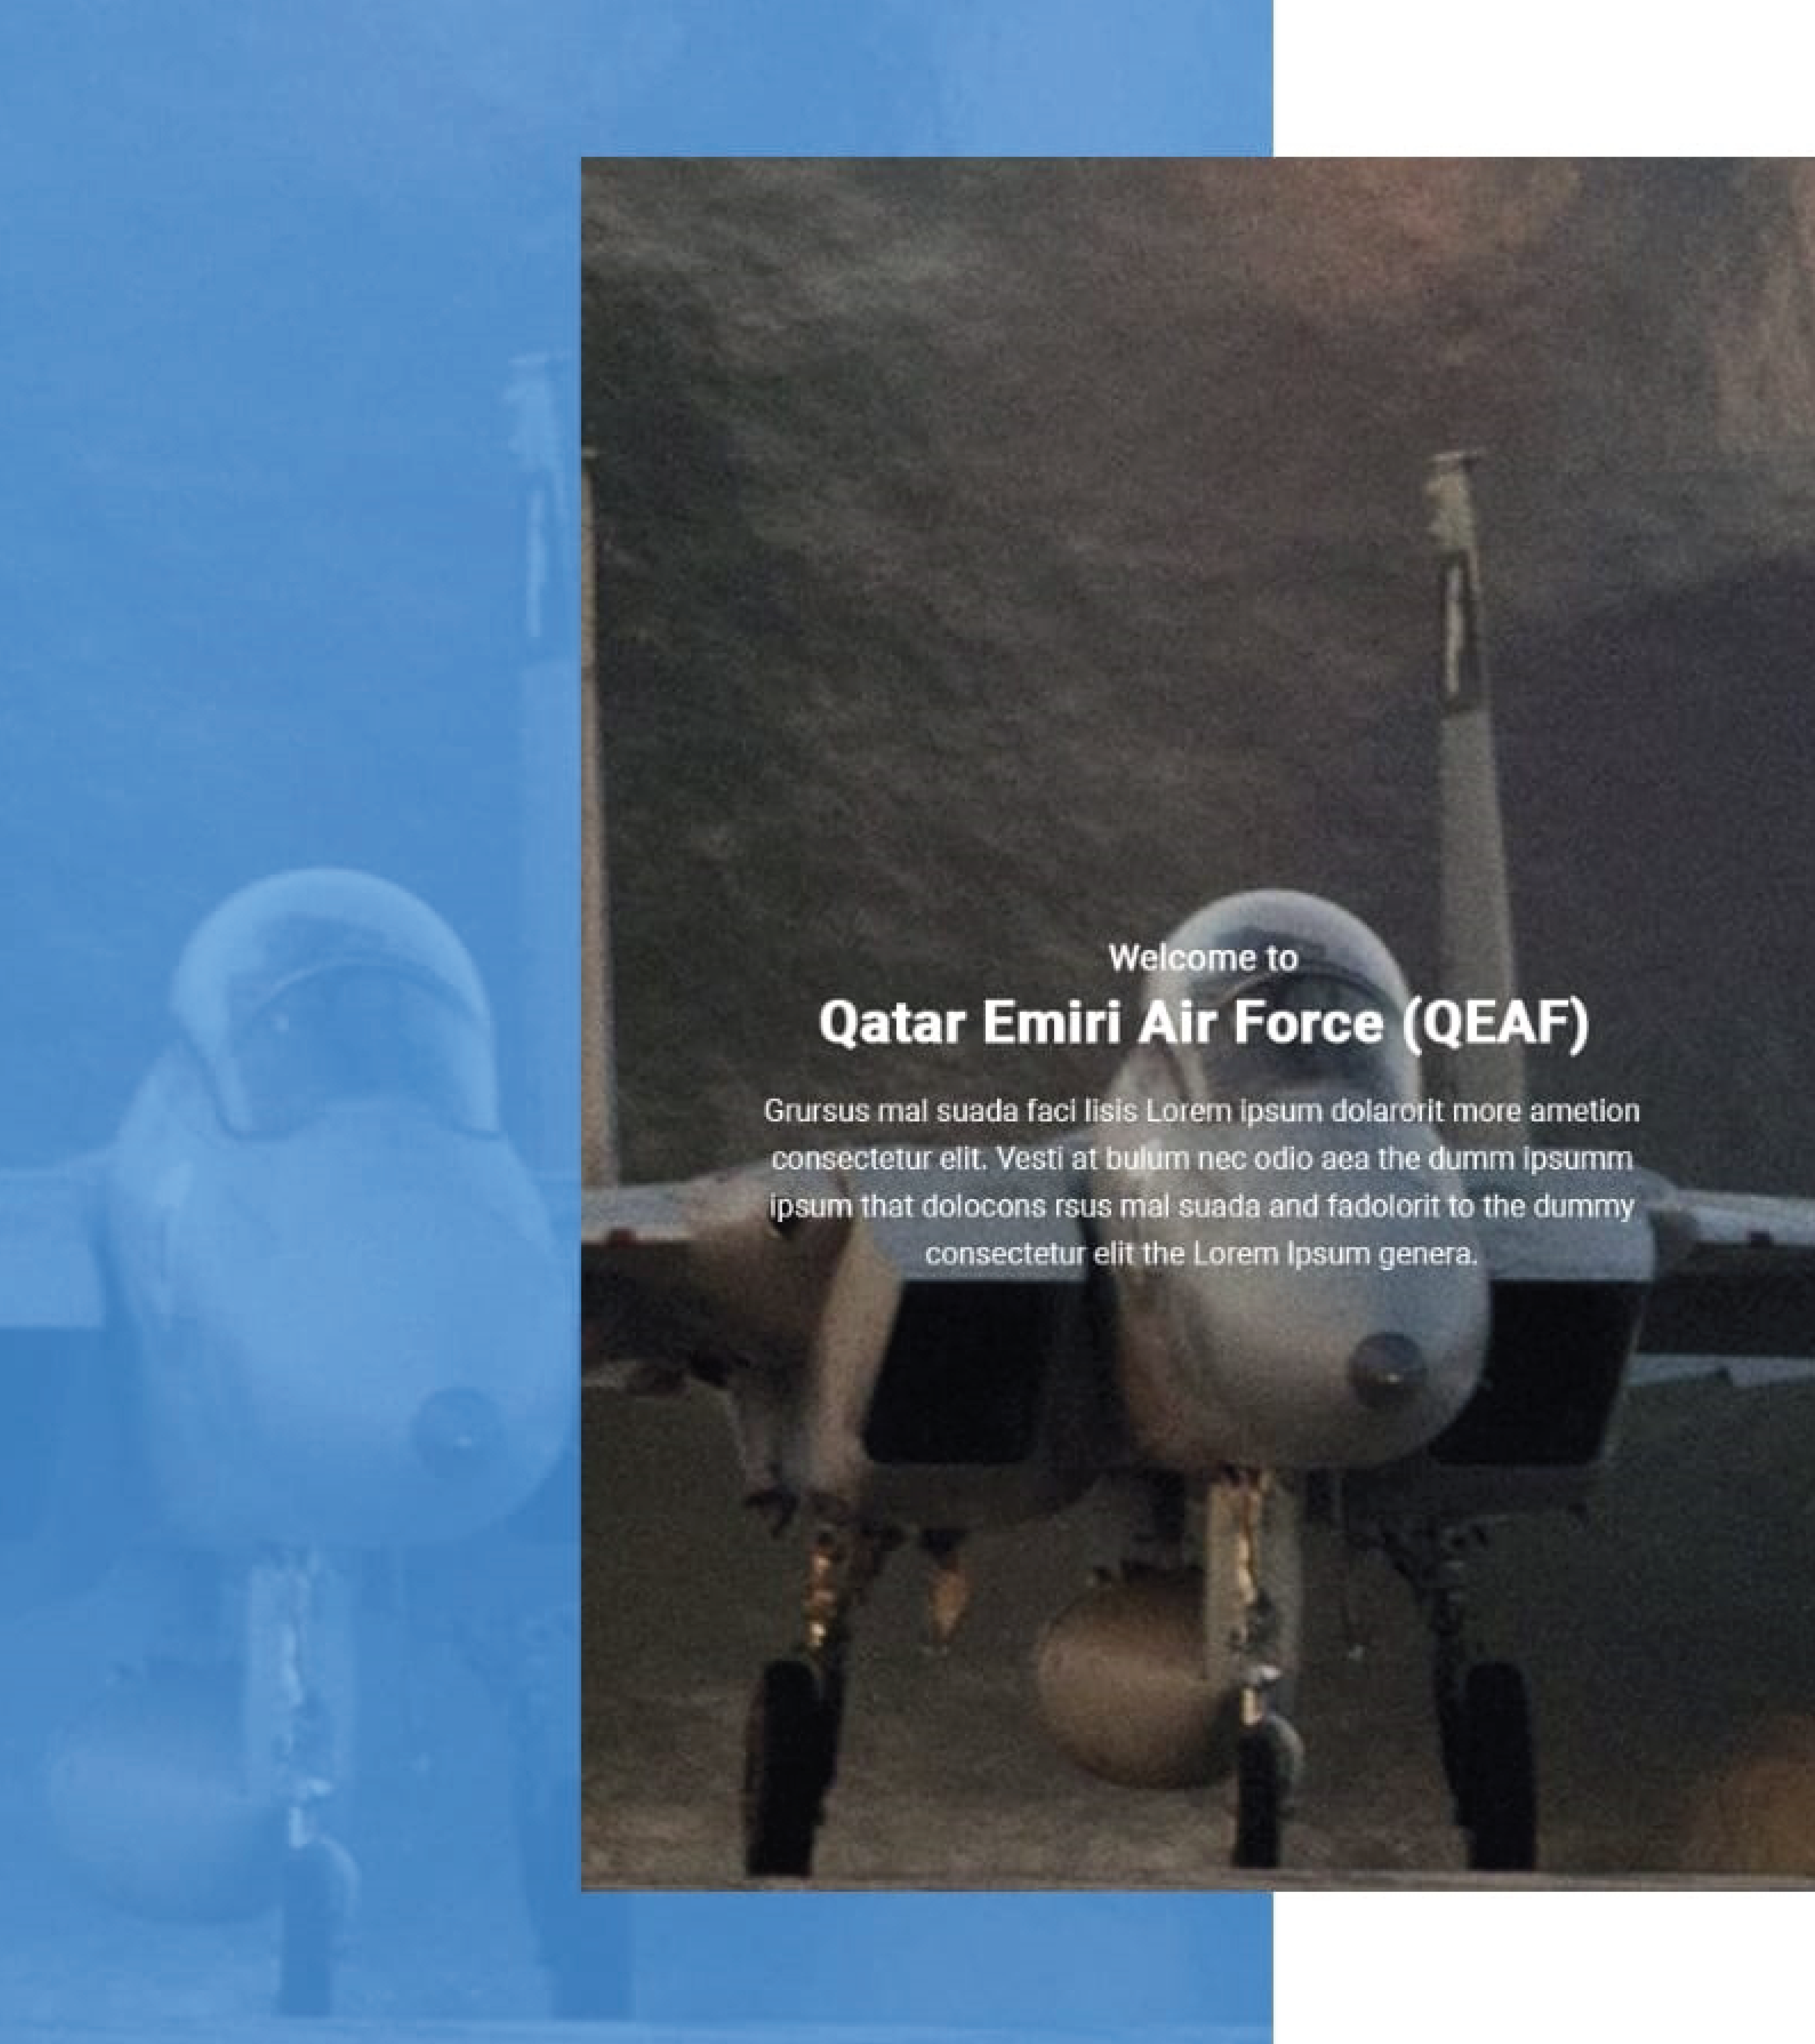 Welcome to
Qatar Emiri Air Force (QEAF)
Grursus mal suada faci lisis Lorem ipsum dolarorit more ametion
consectetur elit. Vesti at bulum nec odio aea the dumm ipsumm
ipsum that dolocons rsus mal suada and fadolorit to the dummy
consectetur elit the Lorem Ipsum genera.